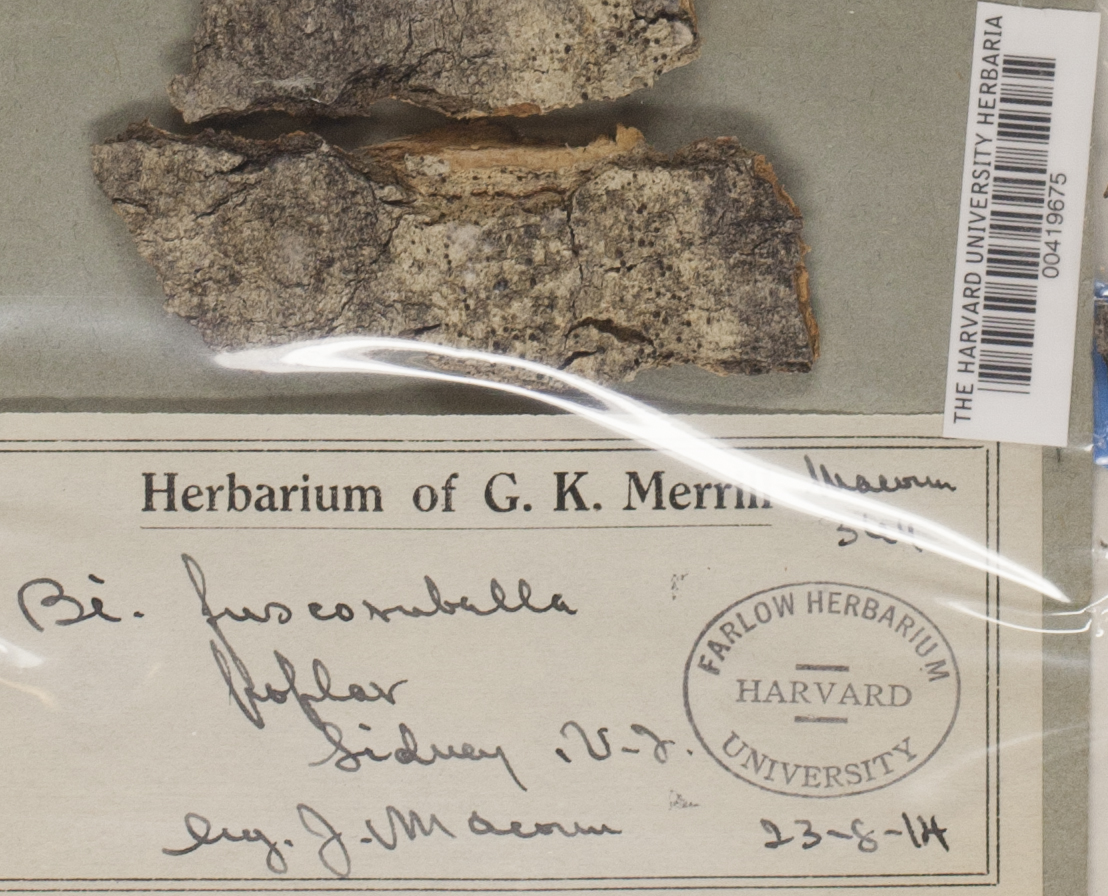 THE HARVARD UNIVERSITY HERBARIA
00419675
Herbarium of G. K. Merrill
Macoun
Bi. fuscorubella
Poplar
Sidney, V-I.
FARLOW HERBARIUM
HARVARD
UNIVERSITY
Leg. J. Macoun
23-8-14